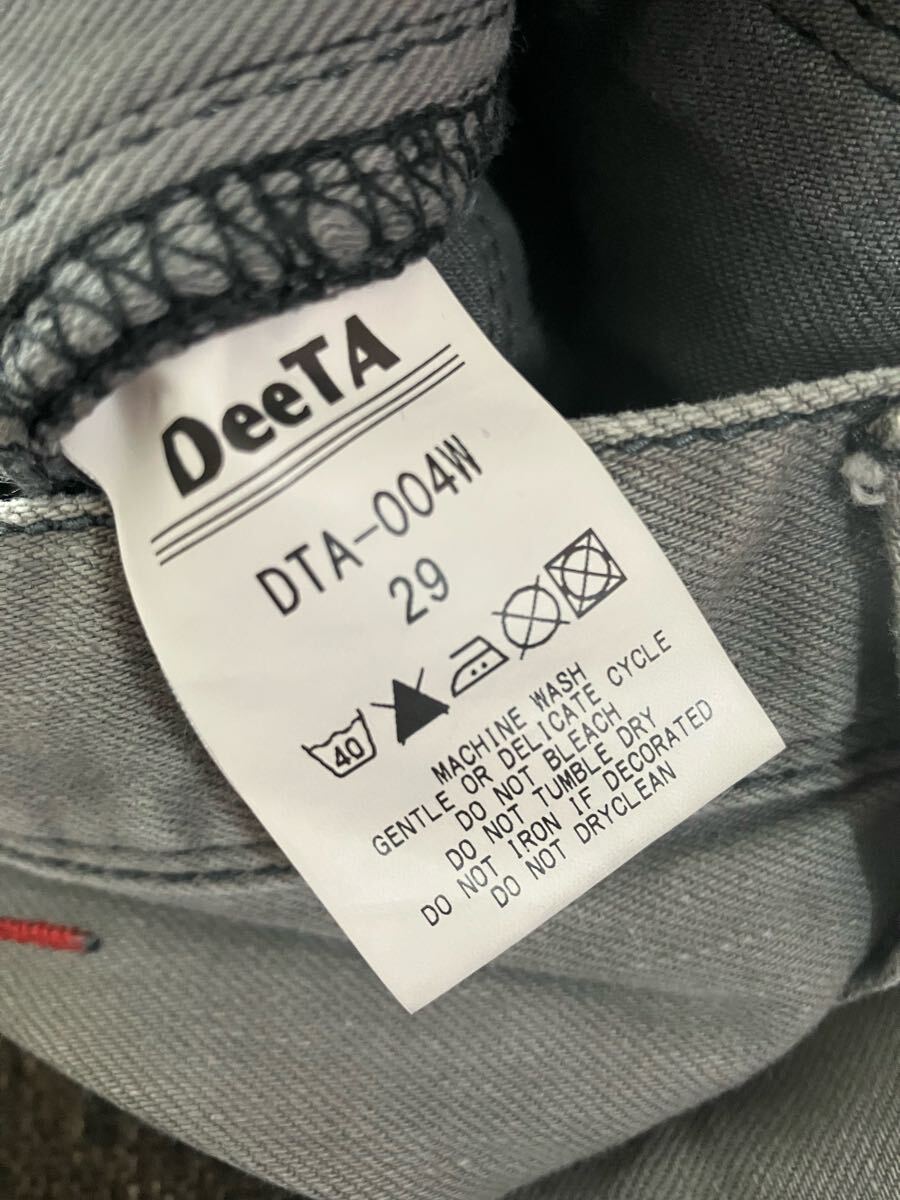 DeeTA
DTA-004W
29
40
MACHINE WASH
GENTLE OR DELICATE CYCLE
DO NOT BLEACH
DO NOT TUMBLE DRY
DO NOT IRON IF DECORATED
DO NOT DRYCLEAN